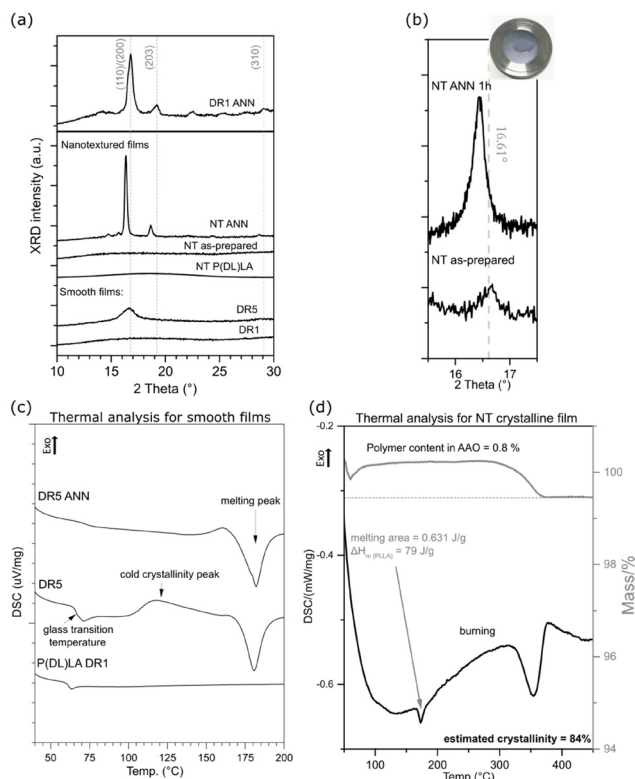 (a)
(110)/(200)
(203)
(310)
DR1 ANN
Nanotextured films
NT ANN
NT as-prepared
NT P(DL)LA
Smooth films:
DR5
DR1
XRD intensity (a.u.)
10 15 20 25 30
2 Theta (°)
(b)
NT ANN 1h
16.61°
NT as-prepared
16 17
2 Theta (°)
(c) Thermal analysis for smooth films
Exo
DR5 ANN
melting peak
DR5
cold crystallinity peak
glass transition
temperature
P(DL)LA DR1
DSC (uV/mg)
50 75 100 125 150 175 200
Temp. (°C)
(d) Thermal analysis for NT crystalline film
Exo
Polymer content in AAO = 0.8 %
melting area = 0.631 J/g
ΔHm (PLLA) = 79 J/g
burning
estimated crystallinity = 84%
DSC/(mW/mg)
-0.2
-0.4
-0.6
Mass/%
100
98
96
94
50 150 250 350 450
Temp (°C)